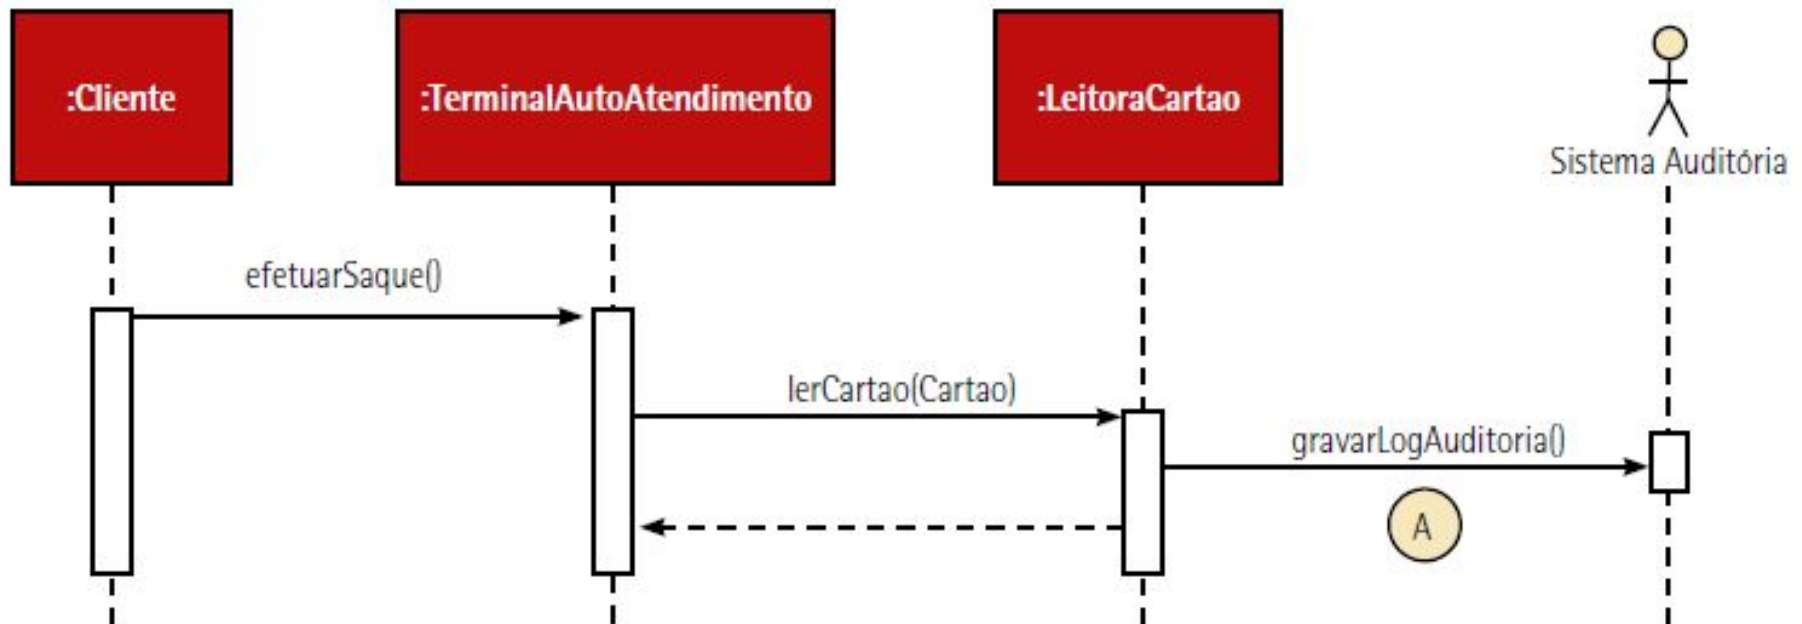 :Cliente
:TerminalAutoAtendimento
:LeitoraCartao
Sistema Auditória
efetuarSaque()
lerCartao(Cartao)
gravarLogAuditoria()
A